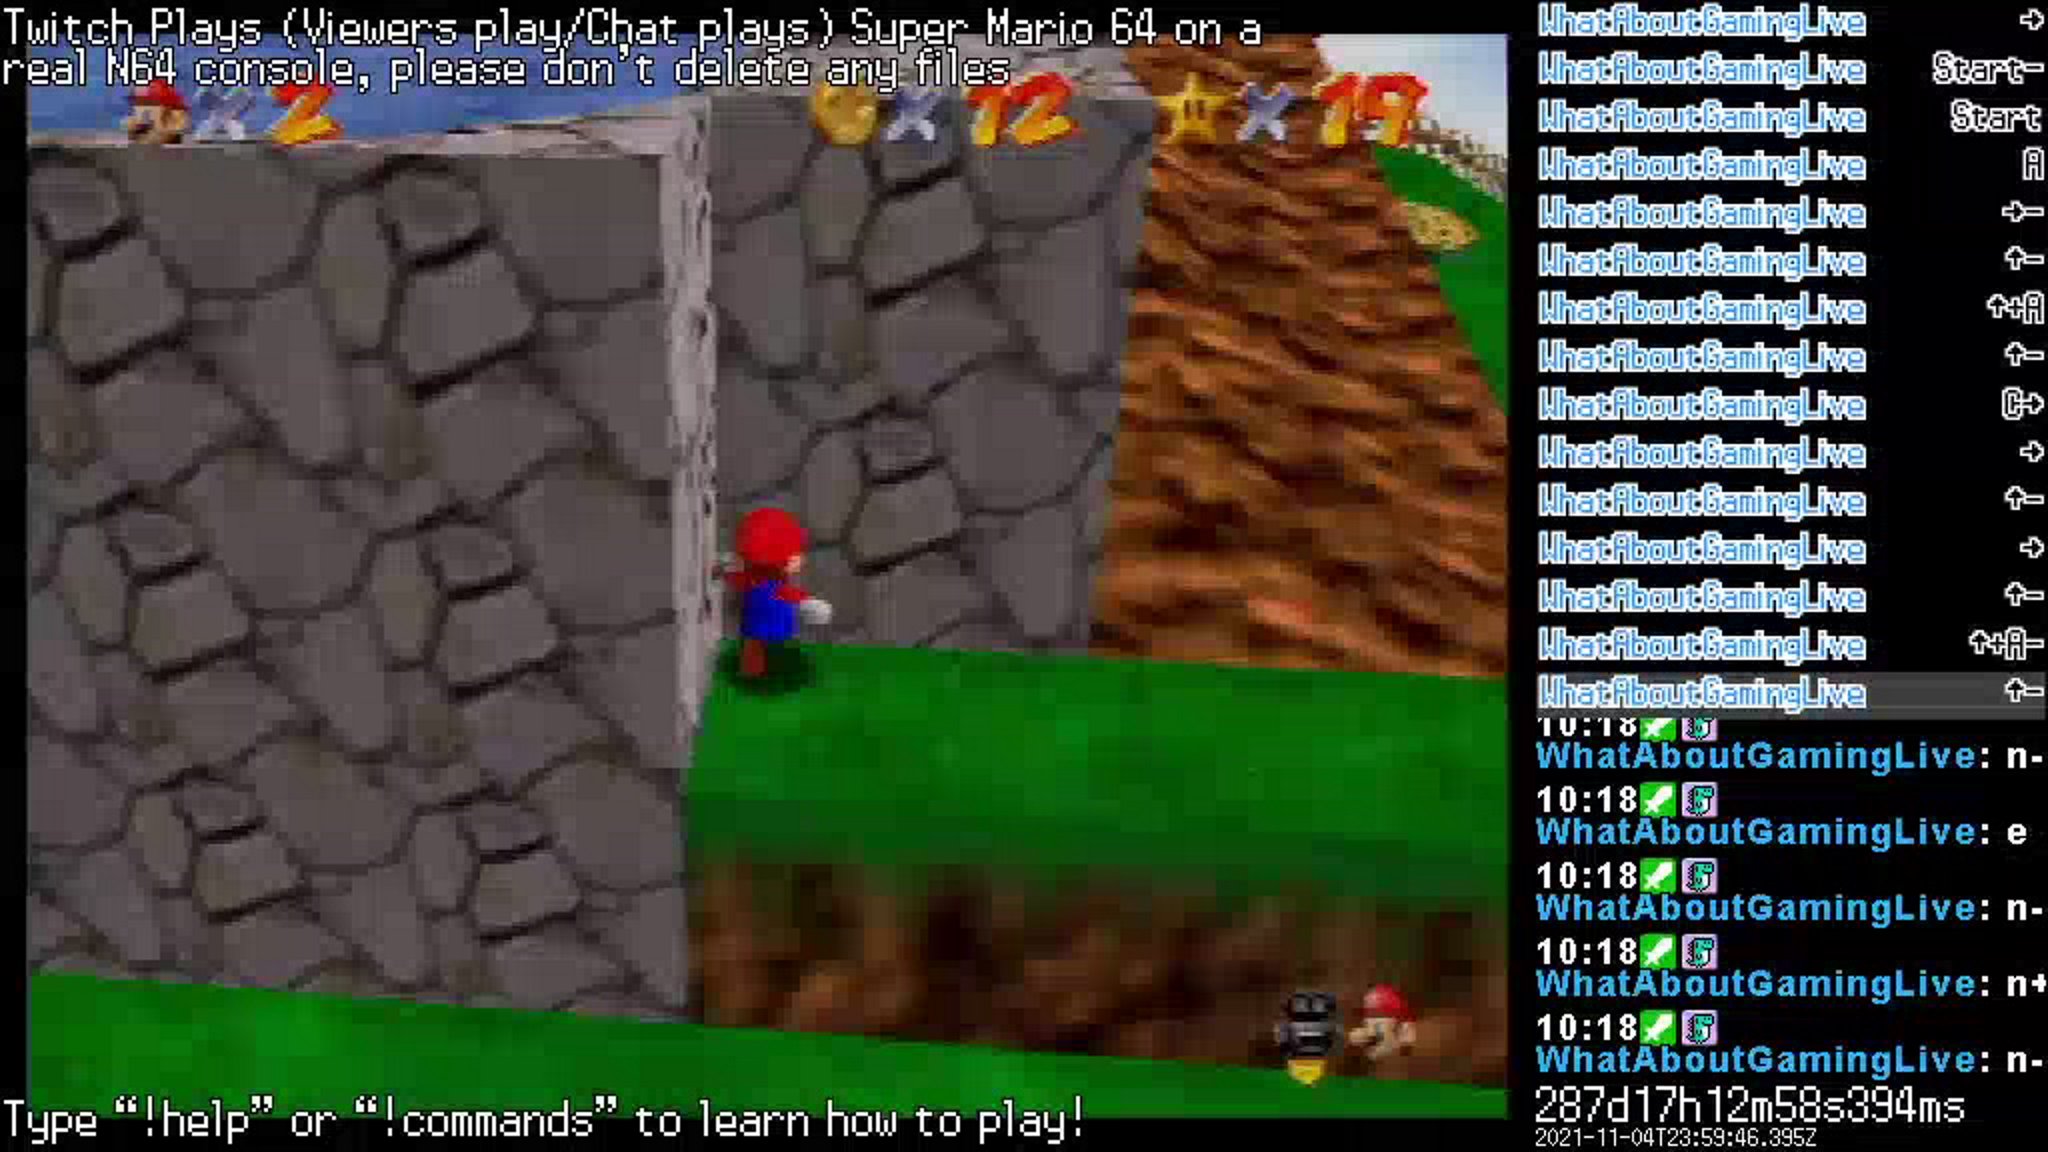 Twitch Plays (Viewers play/Chat plays) Super Mario 64 on a
real N64 console, please don't delete any files
x 2
x 12
x 19
WhatAboutGamingLive →
WhatAboutGamingLive Start-
WhatAboutGamingLive Start
WhatAboutGamingLive A
WhatAboutGamingLive →-
WhatAboutGamingLive ↑-
WhatAboutGamingLive ↑+A
WhatAboutGamingLive ↑-
WhatAboutGamingLive C→
WhatAboutGamingLive →
WhatAboutGamingLive ↑-
WhatAboutGamingLive →
WhatAboutGamingLive ↑-
WhatAboutGamingLive ↑+A-
WhatAboutGamingLive ↑-
10:18
WhatAboutGamingLive: n-
10:18
WhatAboutGamingLive: e
10:18
WhatAboutGamingLive: n-
10:18
WhatAboutGamingLive: n+
10:18
WhatAboutGamingLive: n-
287d17h12m58s394ms
2021-11-04T23:59:46.395Z
Type “!help” or “!commands” to learn how to play!